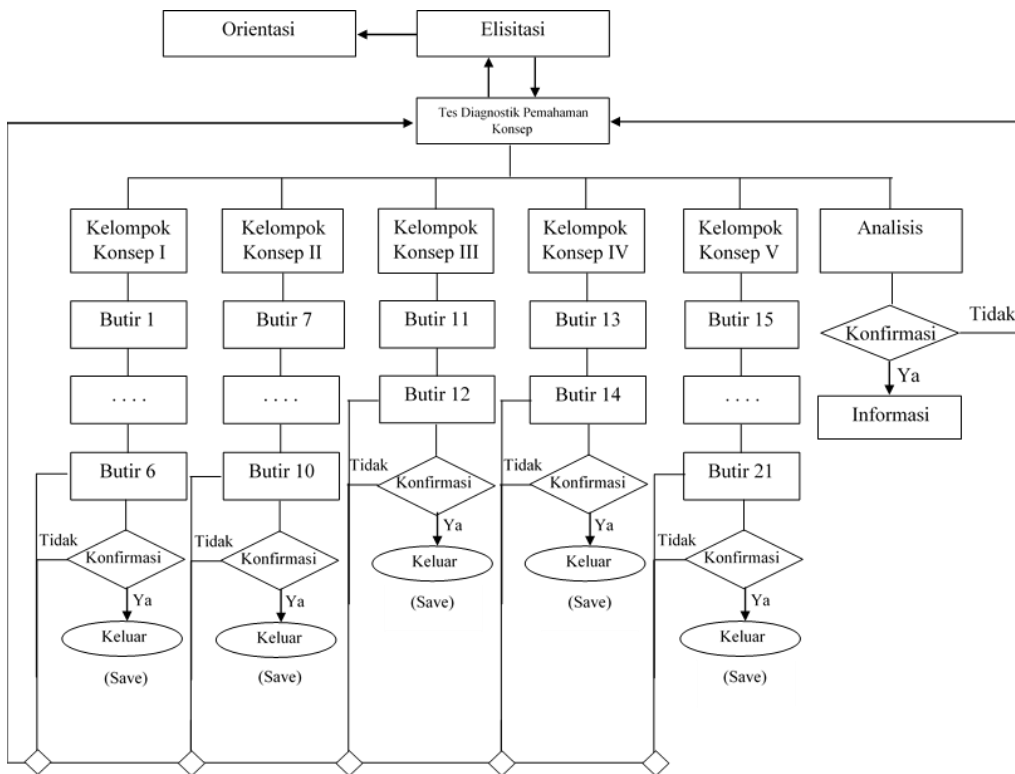 Orientasi
Elisitasi
Tes Diagnostik Pemahaman
Konsep
Kelompok
Konsep I
Kelompok
Konsep II
Kelompok
Konsep III
Kelompok
Konsep IV
Kelompok
Konsep V
Analisis
Butir 1
Butir 7
Butir 11
Butir 13
Butir 15
Konfirmasi
Tidak
Ya
. . . .
. . . .
Butir 12
Butir 14
. . . .
Informasi
Butir 6
Butir 10
Tidak
Konfirmasi
Tidak
Konfirmasi
Butir 21
Ya
Ya
Tidak
Konfirmasi
Tidak
Konfirmasi
Keluar
Keluar
Tidak
Konfirmasi
Ya
Ya
(Save)
(Save)
Ya
Keluar
Keluar
Keluar
(Save)
(Save)
(Save)